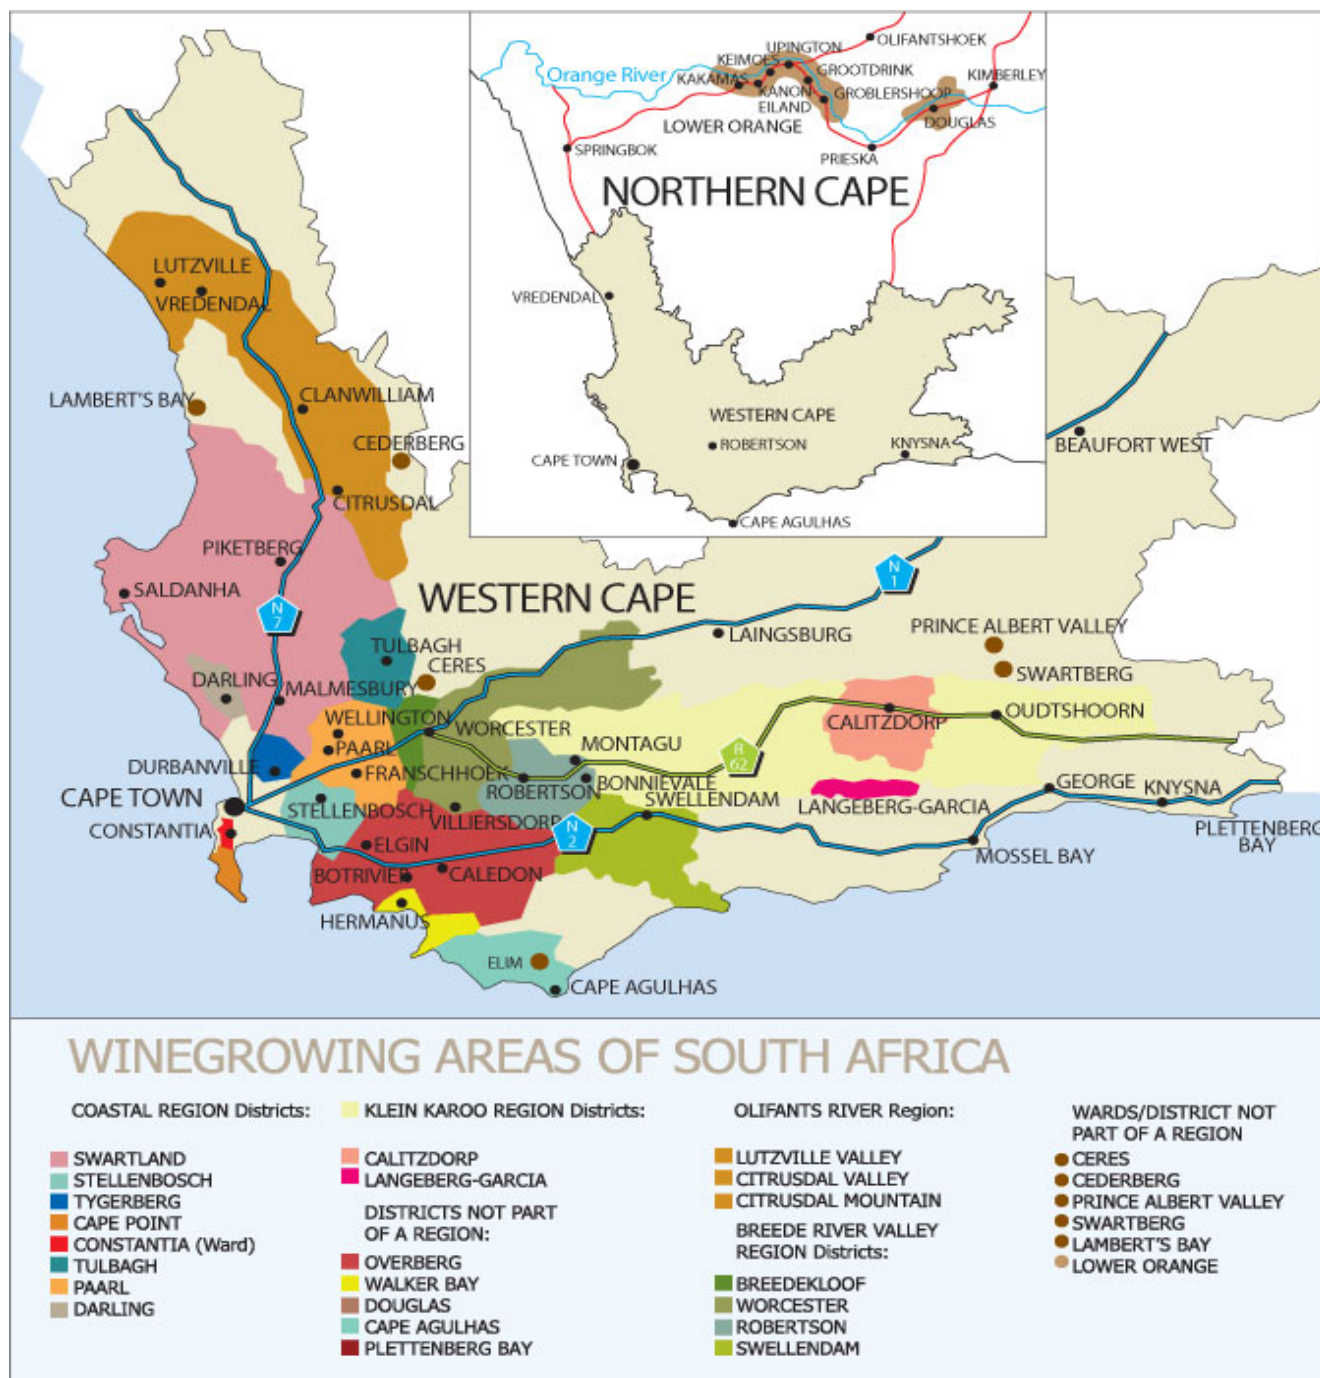 OLIFANTSHOEK
UPINGTON
KEIMOES
Orange River
KAKAMAS
GROOTDRINK
KIMBERLEY
KANON
EILAND
GROBLERSHOOP
DOUGLAS
LOWER ORANGE
SPRINGBOK
PRIESKA
NORTHERN CAPE
VREDENDAL
WESTERN CAPE
ROBERTSON
KNYSNA
CAPE TOWN
CAPE AGULHAS
LUTZVILLE
VREDENDAL
LAMBERT'S BAY
CLANWILLIAM
CEDERBERG
BEAUFORT WEST
CITRUSDAL
PIKETBERG
SALDANHA
WESTERN CAPE
N
1
N
7
LAINGSBURG
PRINCE ALBERT VALLEY
TULBAGH
CERES
SWARTBERG
DARLING
MALMESBURY
WELLINGTON
WORCESTER
CALITZDORP
OUDTSHOORN
PAARL
MONTAGU
R
62
DURBANVILLE
FRANSCHHOEK
ROBERTSON
BONNIEVALE
GEORGE
KNYSNA
CAPE TOWN
STELLENBOSCH
VILLIERSDORP
SWELLENDAM
LANGEBERG-GARCIA
CONSTANTIA
N
2
PLETTENBERG
BAY
ELGIN
MOSSEL BAY
BOTRIVIER
CALEDON
HERMANUS
ELIM
CAPE AGULHAS
WINEGROWING AREAS OF SOUTH AFRICA
COASTAL REGION Districts:
SWARTLAND
STELLENBOSCH
TYGERBERG
CAPE POINT
CONSTANTIA (Ward)
TULBAGH
PAARL
DARLING
KLEIN KAROO REGION Districts:
CALITZDORP
LANGEBERG-GARCIA
DISTRICTS NOT PART
OF A REGION:
OVERBERG
WALKER BAY
DOUGLAS
CAPE AGULHAS
PLETTENBERG BAY
OLIFANTS RIVER Region:
LUTZVILLE VALLEY
CITRUSDAL VALLEY
CITRUSDAL MOUNTAIN
BREEDE RIVER VALLEY
REGION Districts:
BREEDEKLOOF
WORCESTER
ROBERTSON
SWELLENDAM
WARDS/DISTRICT NOT
PART OF A REGION
CERES
CEDERBERG
PRINCE ALBERT VALLEY
SWARTBERG
LAMBERT'S BAY
LOWER ORANGE